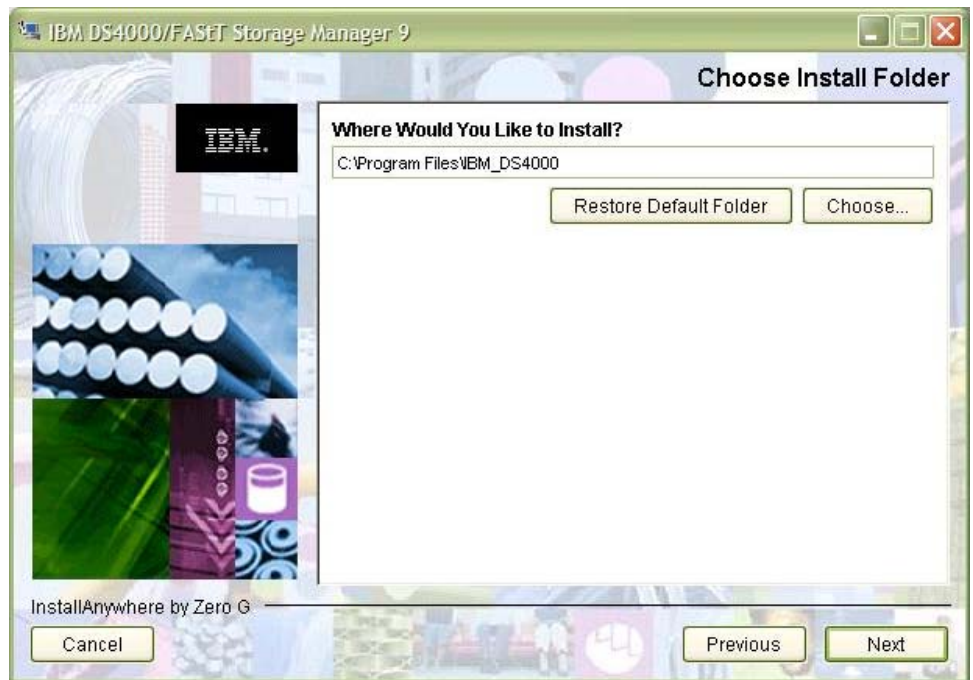 IBM DS4000/FAStT Storage Manager 9
Choose Install Folder
IBM.
Where Would You Like to Install?
C:\Program Files\IBM_DS4000
Restore Default Folder
Choose...
InstallAnywhere by Zero G
Cancel
Previous
Next